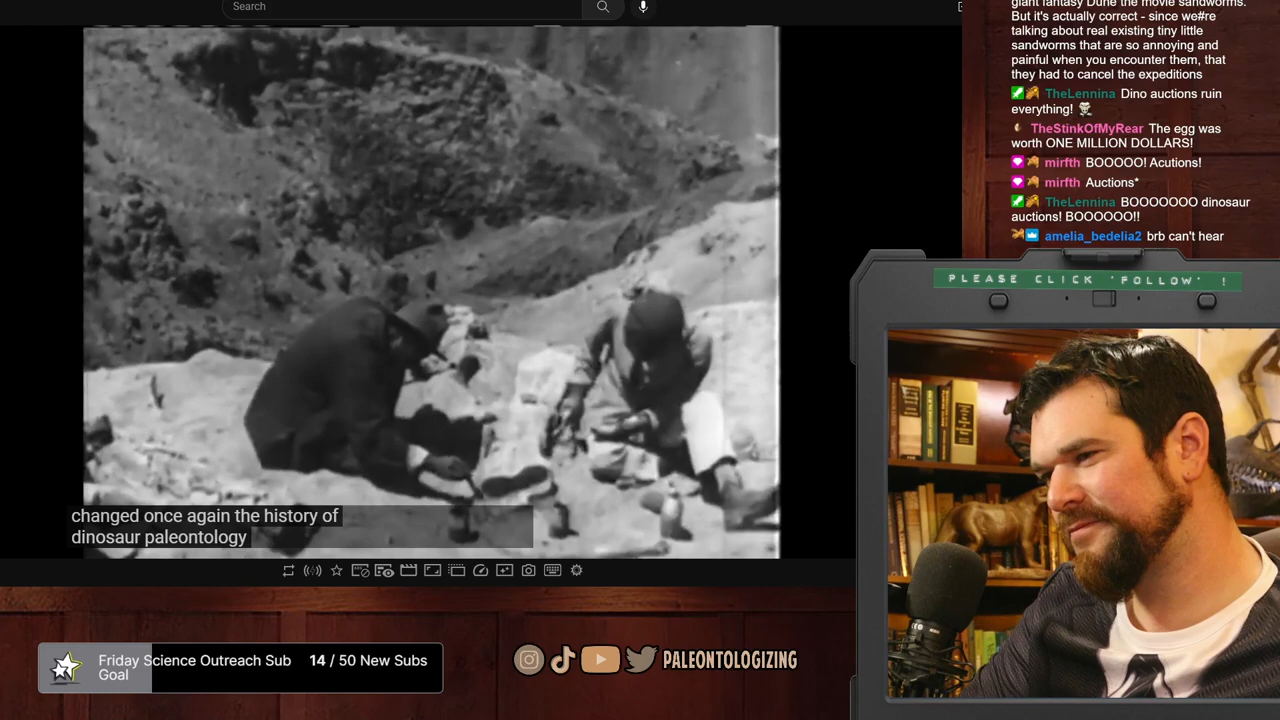 Search
giant fantasy Dune the movie sandworms.
But it's actually correct - since we#re
talking about real existing tiny little
sandworms that are so annoying and
painful when you encounter them, that
they had to cancel the expeditions
TheLennina Dino auctions ruin
everything!
TheStinkOfMyRear The egg was
worth ONE MILLION DOLLARS!
mirfth BOOOOO! Acutions!
mirfth Auctions*
TheLennina BOOOOOOO dinosaur
auctions! BOOOOOO!!
amelia_bedelia2 brb can't hear
PLEASE CLICK "FOLLOW" !
changed once again the history of
dinosaur paleontology
Friday Science Outreach Sub 14 / 50 New Subs
Goal
PALEONTOLOGIZING